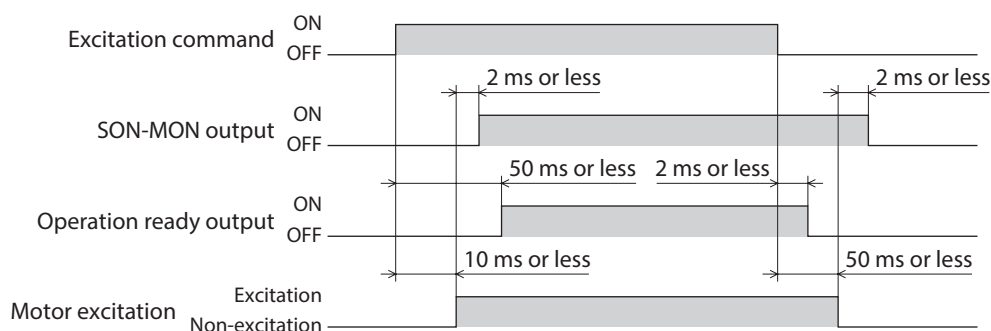 Excitation command
ON
OFF
2 ms or less
2 ms or less
SON-MON output
ON
OFF
50 ms or less
2 ms or less
Operation ready output
ON
OFF
10 ms or less
50 ms or less
Motor excitation
Excitation
Non-excitation